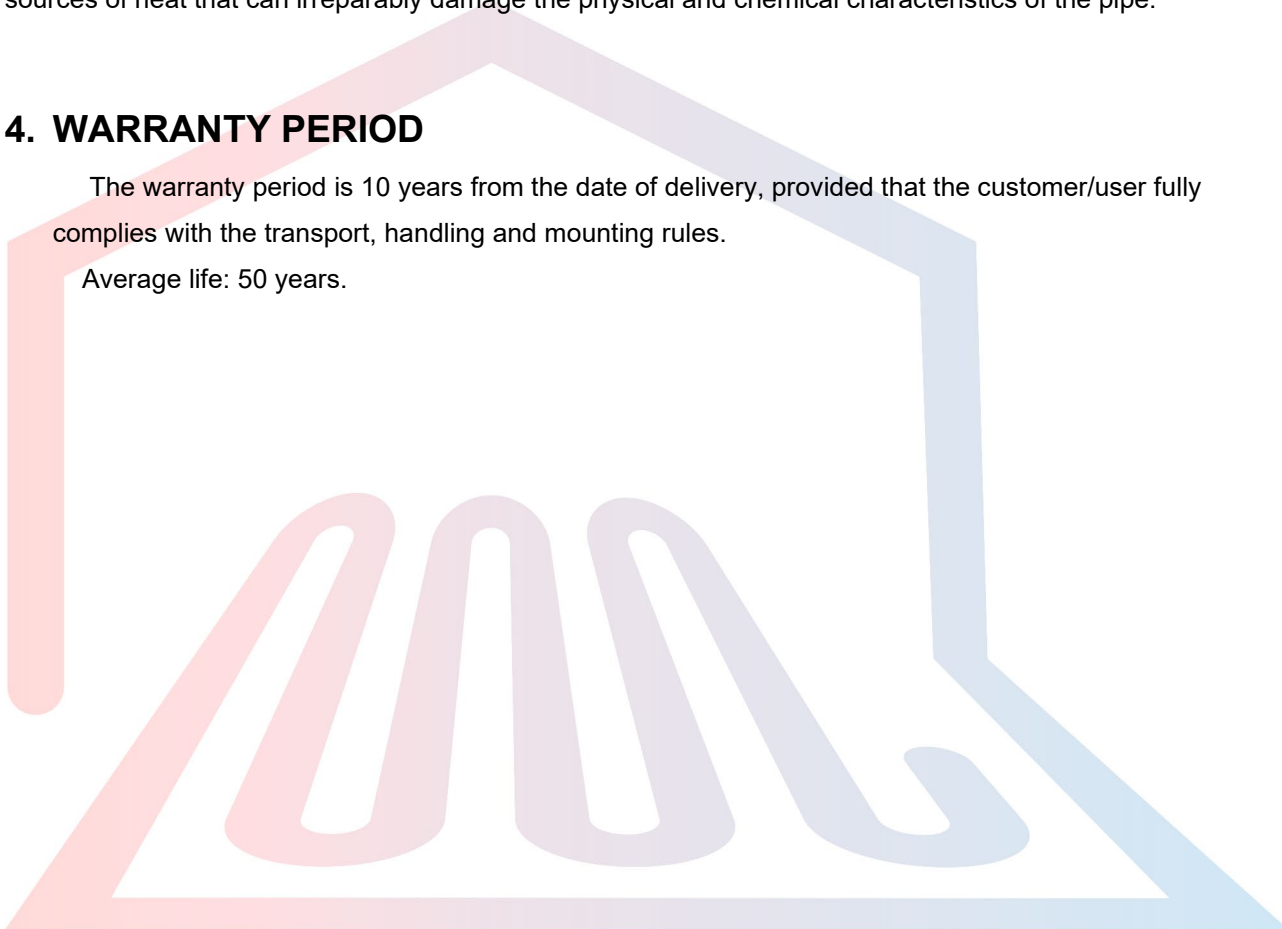 sources of heat that can irreparably damage the physical and chemical characteristics of the pipe.
4. WARRANTY PERIOD
The warranty period is 10 years from the date of delivery, provided that the customer/user fully
complies with the transport, handling and mounting rules.
Average life: 50 years.